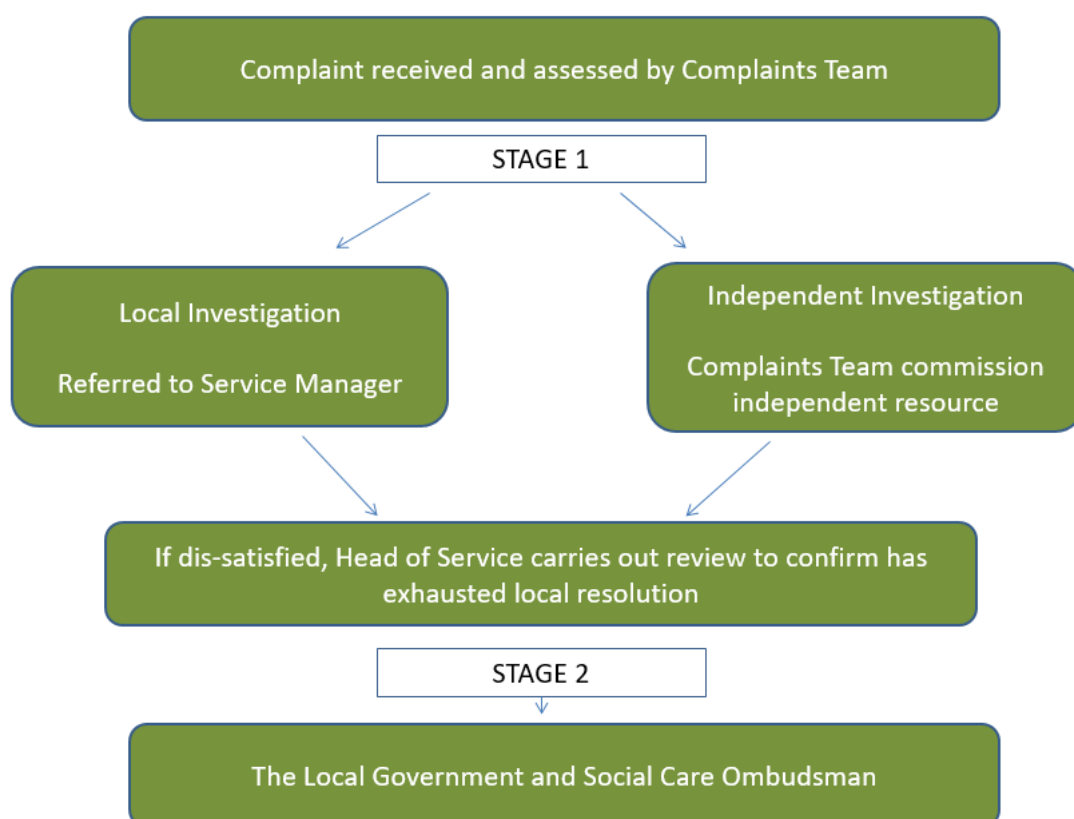 Complaint received and assessed by Complaints Team
STAGE 1
Local Investigation
Referred to Service Manager
Independent Investigation
Complaints Team commission
independent resource
If dis-satisfied, Head of Service carries out review to confirm has
exhausted local resolution
STAGE 2
The Local Government and Social Care Ombudsman